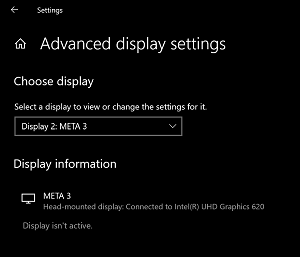 Settings
Advanced display settings
Choose display
Select a display to view or change the settings for it.
Display 2: META 3
Display information
META 3
Head-mounted display: Connected to Intel(R) UHD Graphics 620
Display isn't active.